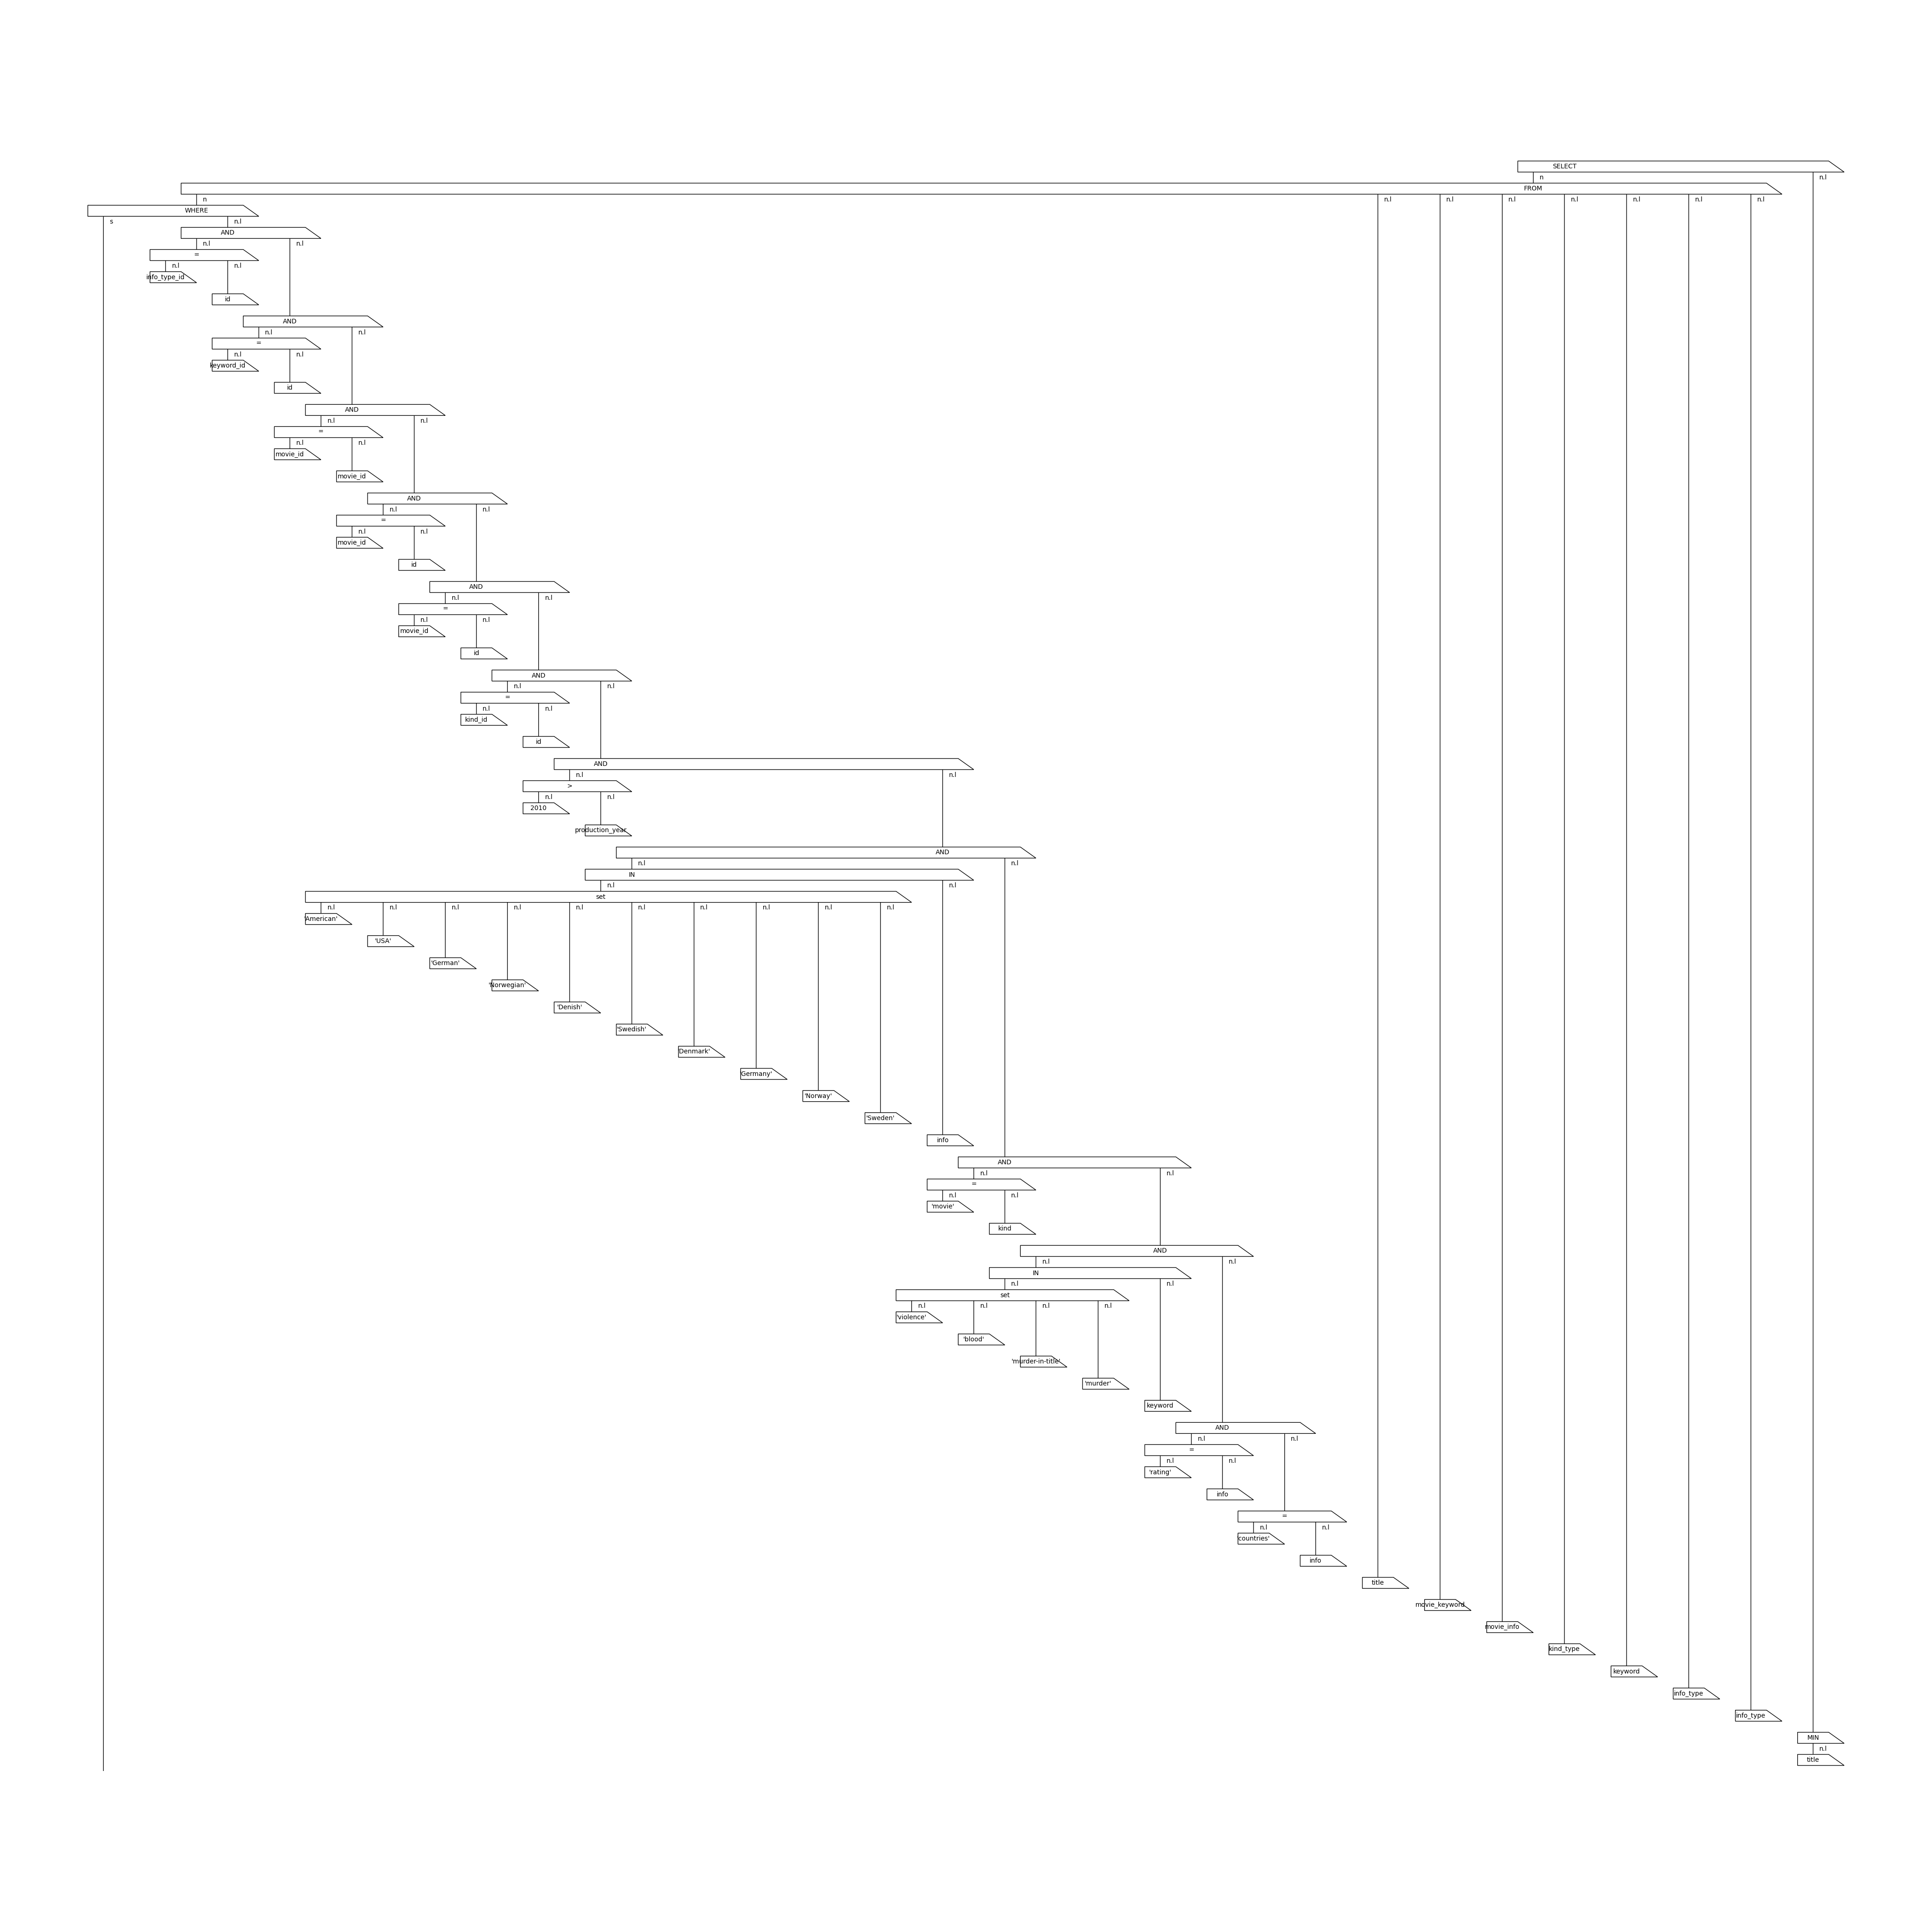 SELECT
n n.l
FROM
n n.l n.l n.l n.l n.l n.l n.l
WHERE
s n.l
AND
n.l n.l
=
n.l n.l
info_type_id
id
AND
n.l n.l
=
n.l n.l
keyword_id
id
AND
n.l n.l
=
n.l n.l
movie_id
movie_id
AND
n.l n.l
=
n.l n.l
movie_id
id
AND
n.l n.l
=
n.l n.l
movie_id
id
AND
n.l n.l
=
n.l n.l
kind_id
id
AND
n.l n.l
>
n.l n.l
2010
production_year
AND
n.l n.l
IN
n.l n.l
set
n.l n.l n.l n.l n.l n.l n.l n.l n.l n.l
'American'
'USA'
'German'
'Norwegian'
'Denish'
'Swedish'
'Denmark'
'Germany'
'Norway'
'Sweden'
info
AND
n.l n.l
=
n.l n.l
'movie'
kind
AND
n.l n.l
IN
n.l n.l
set
n.l n.l n.l n.l
'violence'
'blood'
'murder-in-title'
'murder'
keyword
AND
n.l n.l
=
n.l n.l
'rating'
info
=
n.l n.l
'countries'
info
title
movie_keyword
movie_info
kind_type
keyword
info_type
info_type
MIN
n.l
title